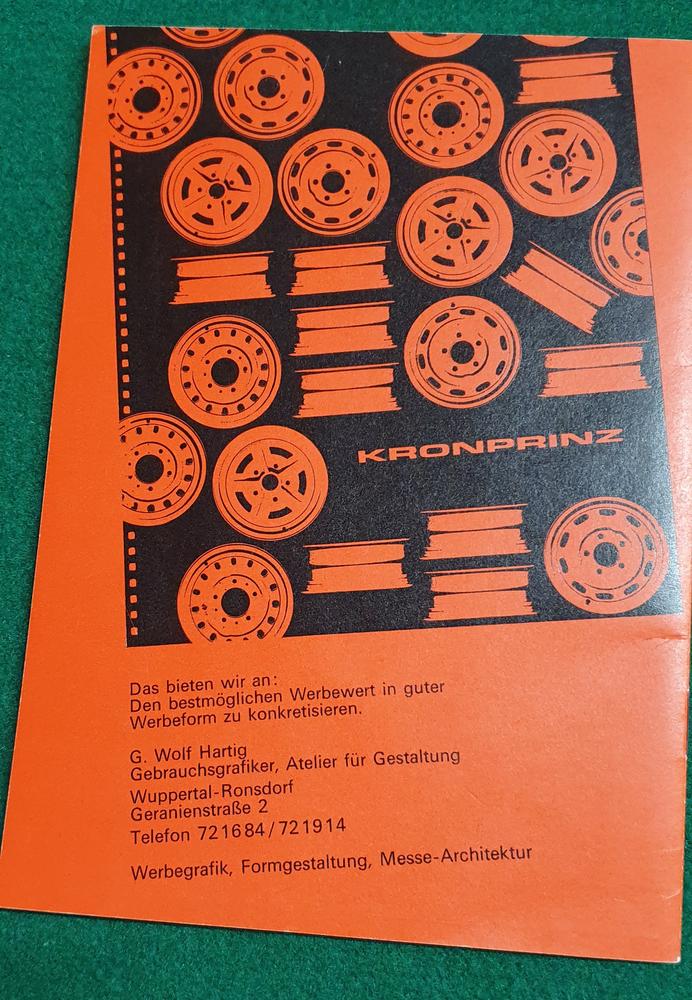 KRONPRINZ
Das bieten wir an:
Den bestmöglichen Werbewert in guter
Werbeform zu konkretisieren.
G. Wolf Hartig
Gebrauchsgrafiker, Atelier für Gestaltung
Wuppertal-Ronsdorf
Geranienstraße 2
Telefon 721684/721914
Werbegrafik, Formgestaltung, Messe-Architektur